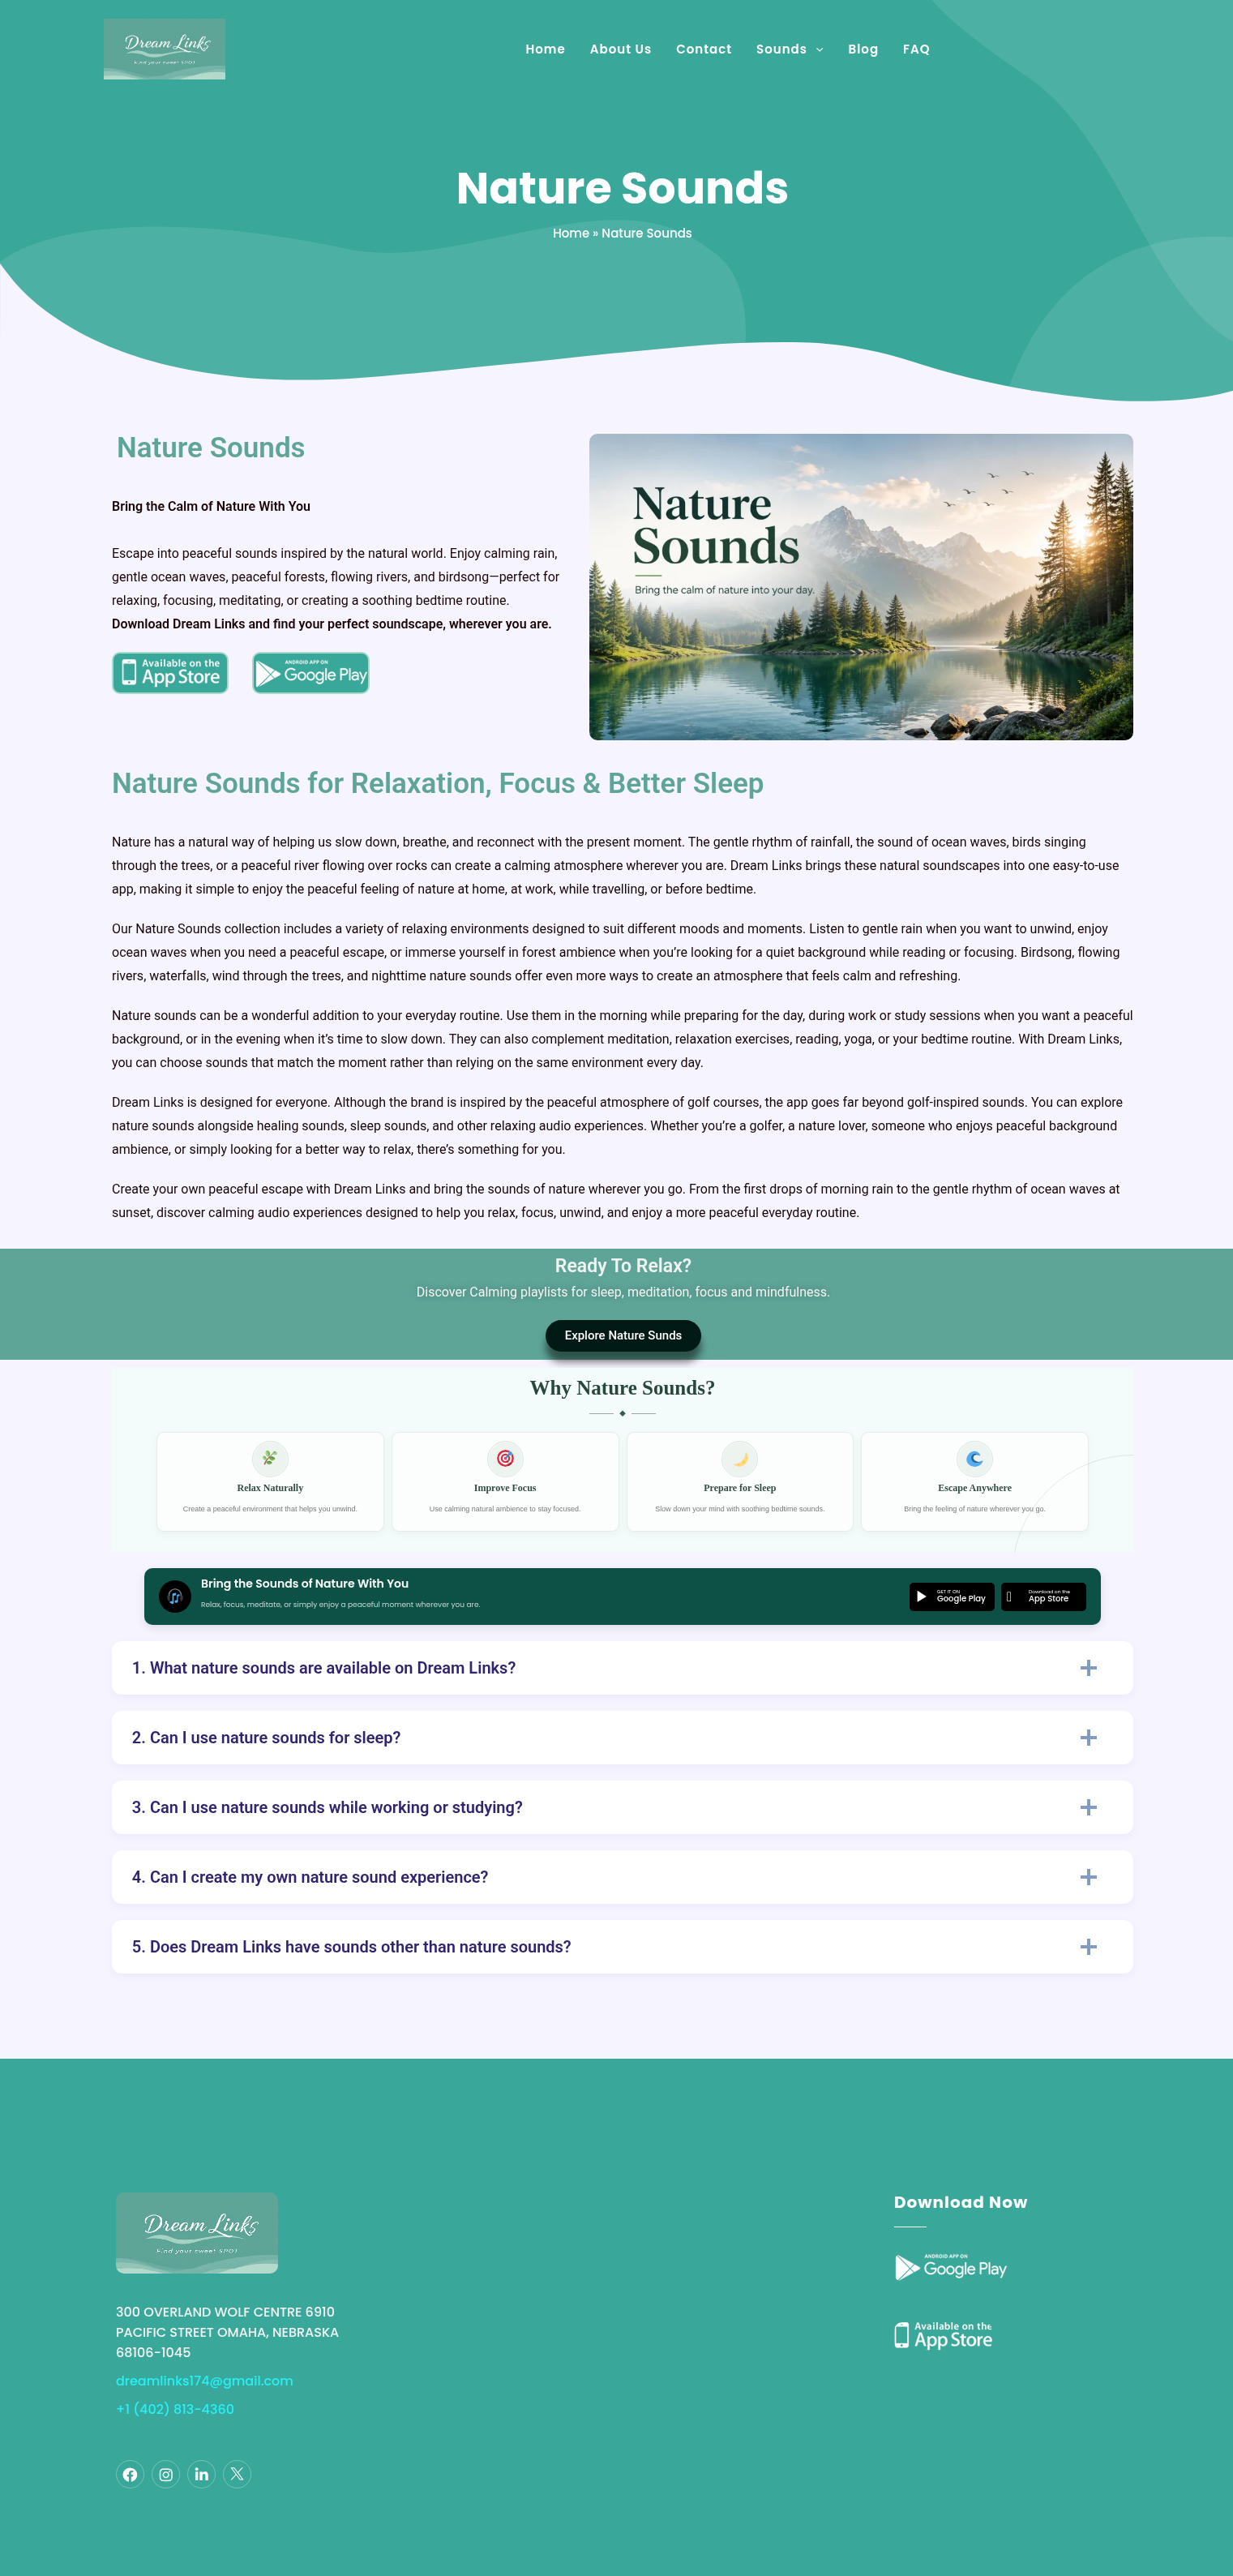 Dream Links
Find your sweet SPOT
Home About Us Contact Sounds Blog FAQ
Nature Sounds
Home » Nature Sounds
Nature Sounds
Bring the Calm of Nature With You
Escape into peaceful sounds inspired by the natural world. Enjoy calming rain,
gentle ocean waves, peaceful forests, flowing rivers, and birdsong—perfect for
relaxing, focusing, meditating, or creating a soothing bedtime routine.
Download Dream Links and find your perfect soundscape, wherever you are.
Available on the
App Store
ANDROID APP ON
Google Play
Nature
Sounds
Bring the calm of nature into your day.
Nature Sounds for Relaxation, Focus & Better Sleep
Nature has a natural way of helping us slow down, breathe, and reconnect with the present moment. The gentle rhythm of rainfall, the sound of ocean waves, birds singing
through the trees, or a peaceful river flowing over rocks can create a calming atmosphere wherever you are. Dream Links brings these natural soundscapes into one easy-to-use
app, making it simple to enjoy the peaceful feeling of nature at home, at work, while travelling, or before bedtime.
Our Nature Sounds collection includes a variety of relaxing environments designed to suit different moods and moments. Listen to gentle rain when you want to unwind, enjoy
ocean waves when you need a peaceful escape, or immerse yourself in forest ambience when you’re looking for a quiet background while reading or focusing. Birdsong, flowing
rivers, waterfalls, wind through the trees, and nighttime nature sounds offer even more ways to create an atmosphere that feels calm and refreshing.
Nature sounds can be a wonderful addition to your everyday routine. Use them in the morning while preparing for the day, during work or study sessions when you want a peaceful
background, or in the evening when it’s time to slow down. They can also complement meditation, relaxation exercises, reading, yoga, or your bedtime routine. With Dream Links,
you can choose sounds that match the moment rather than relying on the same environment every day.
Dream Links is designed for everyone. Although the brand is inspired by the peaceful atmosphere of golf courses, the app goes far beyond golf-inspired sounds. You can explore
nature sounds alongside healing sounds, sleep sounds, and other relaxing audio experiences. Whether you’re a golfer, a nature lover, someone who enjoys peaceful background
ambience, or simply looking for a better way to relax, there’s something for you.
Create your own peaceful escape with Dream Links and bring the sounds of nature wherever you go. From the first drops of morning rain to the gentle rhythm of ocean waves at
sunset, discover calming audio experiences designed to help you relax, focus, unwind, and enjoy a more peaceful everyday routine.
Ready To Relax?
Discover Calming playlists for sleep, meditation, focus and mindfulness.
Explore Nature Sunds
Why Nature Sounds?
Relax Naturally
Create a peaceful environment that helps you unwind.
Improve Focus
Use calming natural ambience to stay focused.
Prepare for Sleep
Slow down your mind with soothing bedtime sounds.
Escape Anywhere
Bring the feeling of nature wherever you go.
Bring the Sounds of Nature With You
Relax, focus, meditate, or simply enjoy a peaceful moment wherever you are.
GET IT ON
Google Play
Download on the
App Store
1. What nature sounds are available on Dream Links?
2. Can I use nature sounds for sleep?
3. Can I use nature sounds while working or studying?
4. Can I create my own nature sound experience?
5. Does Dream Links have sounds other than nature sounds?
Dream Links
Find your sweet SPOT
300 OVERLAND WOLF CENTRE 6910
PACIFIC STREET OMAHA, NEBRASKA
68106-1045
dreamlinks174@gmail.com
+1 (402) 813-4360
Download Now
ANDROID APP ON
Google Play
Available on the
App Store